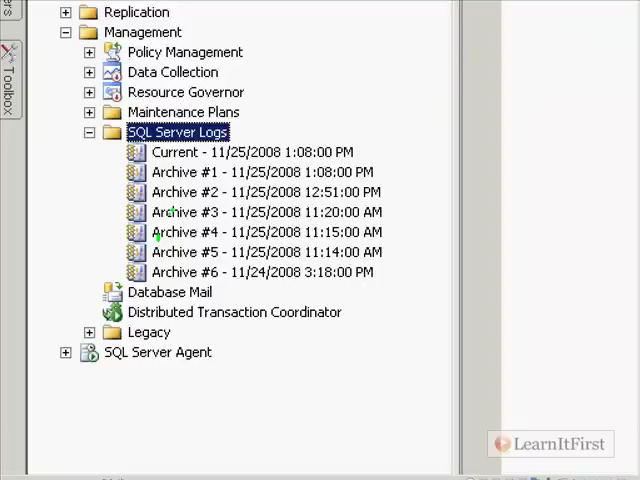 ers
Toolbox
Replication
Management
Policy Management
Data Collection
Resource Governor
Maintenance Plans
SQL Server Logs
Current - 11/25/2008 1:08:00 PM
Archive #1 - 11/25/2008 1:08:00 PM
Archive #2 - 11/25/2008 12:51:00 PM
Archive #3 - 11/25/2008 11:20:00 AM
Archive #4 - 11/25/2008 11:15:00 AM
Archive #5 - 11/25/2008 11:14:00 AM
Archive #6 - 11/24/2008 3:18:00 PM
Database Mail
Distributed Transaction Coordinator
Legacy
SQL Server Agent
LearnItFirst